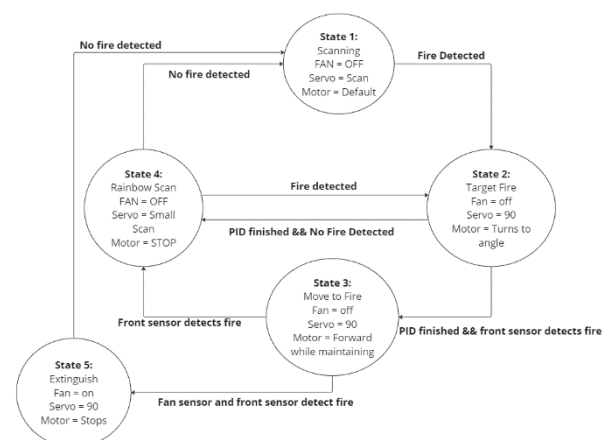 State 1:
Scanning
FAN = OFF
Servo = Scan
Motor = Default
No fire detected
Fire Detected
No fire detected
State 4:
Rainbow Scan
FAN = OFF
Servo = Small
Scan
Motor = STOP
Fire detected
PID finished && No Fire Detected
State 2:
Target Fire
Fan = off
Servo = 90
Motor = Turns to
angle
State 3:
Move to Fire
Fan = off
Servo = 90
Motor = Forward
while maintaining
Front sensor detects fire
PID finished && front sensor detects fire
State 5:
Extinguish
Fan = on
Servo = 90
Motor = Stops
Fan sensor and front sensor detect fire